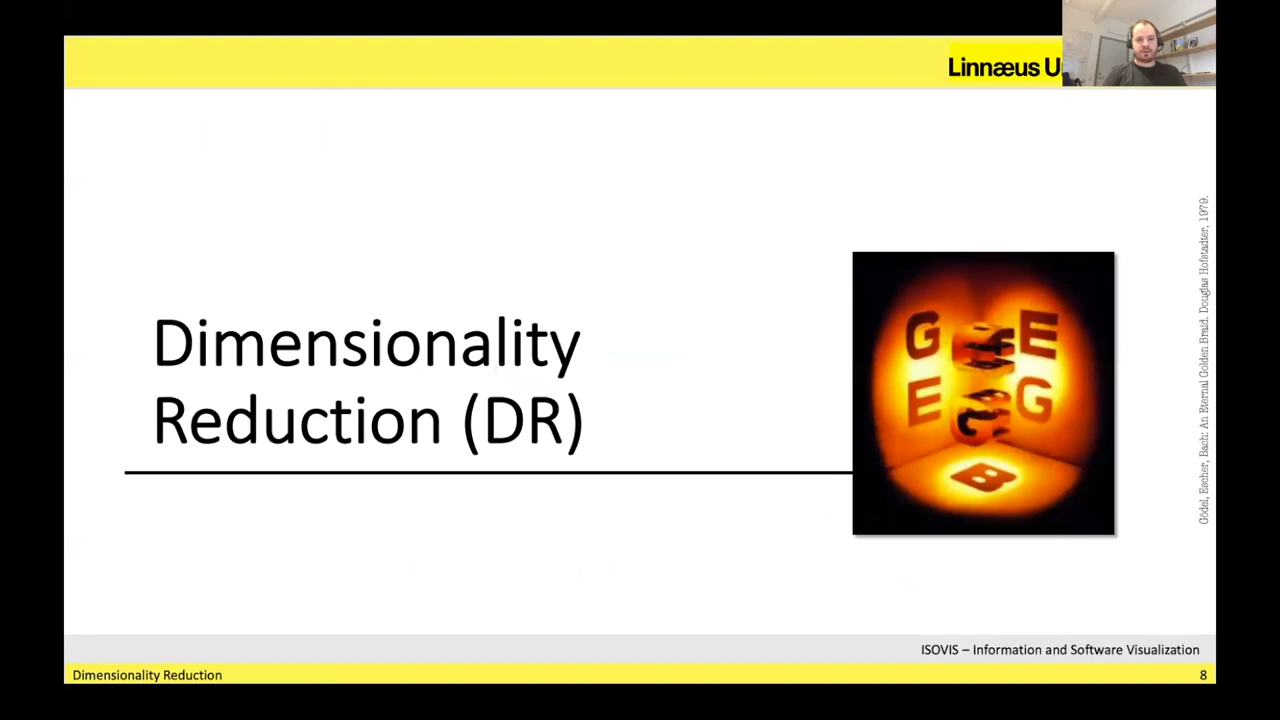 Linnæus U
Dimensionality
Reduction (DR)
G E
E G
B
Gödel, Escher, Bach: An Eternal Golden Braid. Douglas Hofstadter, 1979.
ISOVIS – Information and Software Visualization
Dimensionality Reduction
8